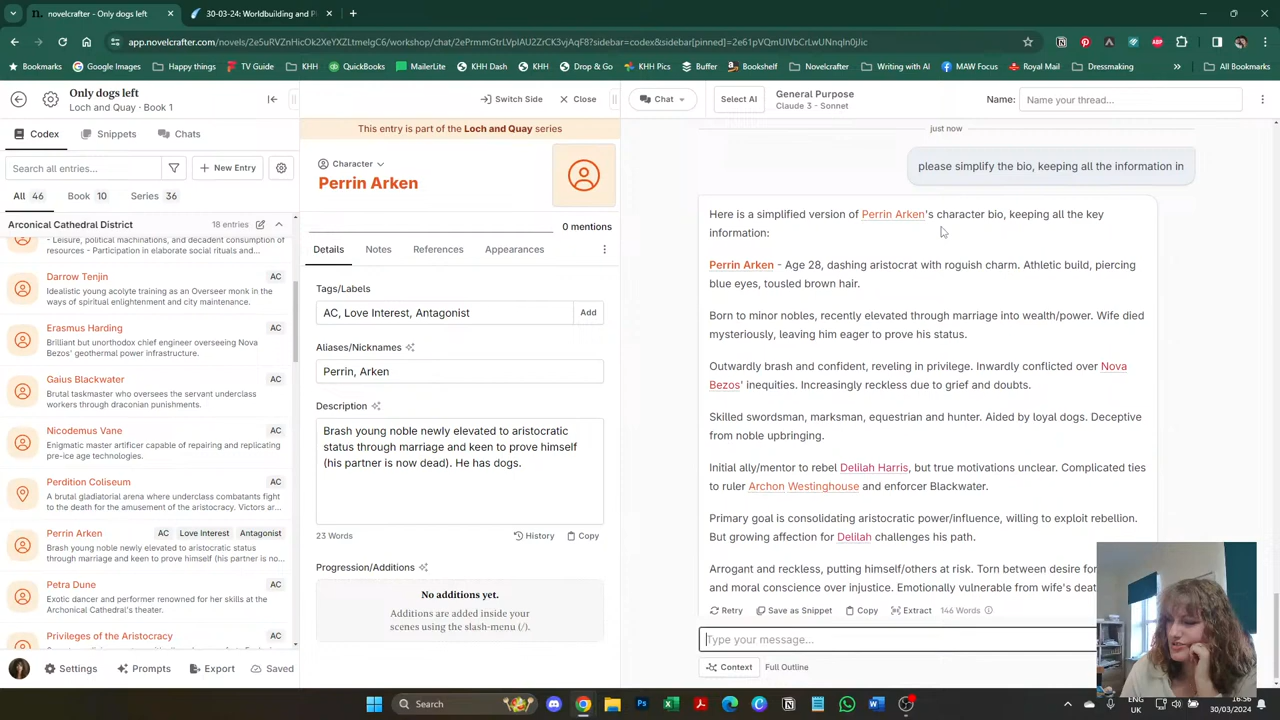 novelcrafter - Only dogs left
30-03-24: Worldbuilding and P
app.novelcrafter.com/novels/2e5uRVZHicOk2XeYXZLtmeIgC6/workshop/chat/2ePrmmGtrLVpIAU2ZrCK3vjAqF8?sidebar=codex&sidebar[pinned]=2e61pVQmUIVbCrLwUNnqIn0jJic
Bookmarks
Google Images
KHH
QuickBooks
MailerLite
KHH
Drop & Go
KHH Pics
Buffer
Bookshelf
Novel crafting
Writing with AI
MAW Guide
Reading
Dressmaking
All Bookmarks
Only dogs left
Loch and Quay - Book 1
Codex
Snippets
Chats
Search all entries...
+ New Entry
All 46
Book 10
Series 36
Arconical Cathedral District
18 entries
- Leisure, political machinations, and decadent consumption of
resources - Participation in elaborate social rituals and...
Darrow Tenjin
AC
Idealistic young acolyte training as an Overseer monk in the
ways of spiritual enlightenment and city maintenance.
Erasmus Harding
AC
Brilliant but unorthodox chief engineer overseeing Nova
Bezos' geothermal power infrastructure.
Gaius Blackwater
AC
Brutal taskmaster who oversees the servant underclass
workers through draconian punishments.
Nicodemus Vane
AC
Enigmatic master artificer capable of repairing and replicating
pre-ice age technology.
Perdition Coliseum
AC
A brutal gladiatorial arena where underclass combatants fight
to the death for the amusement of the aristocracy. Victors ar...
Perrin Arken
AC
Love Interest
Antagonist
Brash young noble newly elevated to aristocratic
status through marriage and keen to prove himself (his partner is no...
Petra Dune
AC
Exotic dancer and performer renowned for her skills at the
Archonical Cathedral's theater.
Privileges of the Aristocracy
AC
Settings
Prompts
Export
Saved
Switch Side
Close
This entry is part of the Loch and Quay series
Character
Perrin Arken
0 mentions
Details
Notes
References
Appearances
Tags/Labels
AC, Love Interest, Antagonist
Add
Aliases/Nicknames
Perrin, Arken
Description
Brash young noble newly elevated to aristocratic
status through marriage and keen to prove himself
(his partner is now dead). He has dogs.
23 Words
History
Copy
Progression/Additions
No additions yet.
Additions are added inside your
scenes using the slash-menu (/).
Chat
Select AI
General Purpose
Claude 3 - Sonnet
Name:
Name your thread...
just now
please simplify the bio, keeping all the information in
Here is a simplified version of Perrin Arken's character bio, keeping all the key
information:
Perrin Arken - Age 28, dashing aristocrat with roguish charm. Athletic build, piercing
blue eyes, tousled brown hair.
Born to minor nobles, recently elevated through marriage into wealth/power. Wife died
mysteriously, leaving him eager to prove his status.
Outwardly brash and confident, reveling in privilege. Inwardly conflicted over Nova
Bezos' inequities. Increasingly reckless due to grief and doubts.
Skilled swordsman, marksman, equestrian and hunter. Aided by loyal dogs. Deceptive
from noble upbringing.
Initial ally/mentor to rebel Delilah Harris, but true motivations unclear. Complicated ties
to ruler Archon Westinghouse and enforcer Blackwater.
Primary goal is consolidating aristocratic power/influence, willing to exploit rebellion.
But growing affection for Delilah challenges his path.
Arrogant and reckless, putting himself/others at risk. Torn between desire for
and moral conscience over injustice. Emotionally vulnerable from wife's
Retry
Save as Snippet
Copy
Extract
146 Words
Type your message...
Context
Full Outline
Search
ENG
UK
16:56
30/03/2024